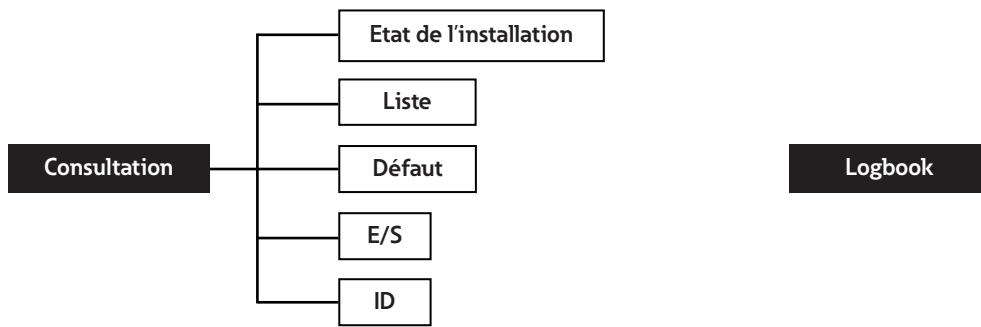 Etat de l'installation
Liste
Consultation
Défaut
Logbook
E/S
ID